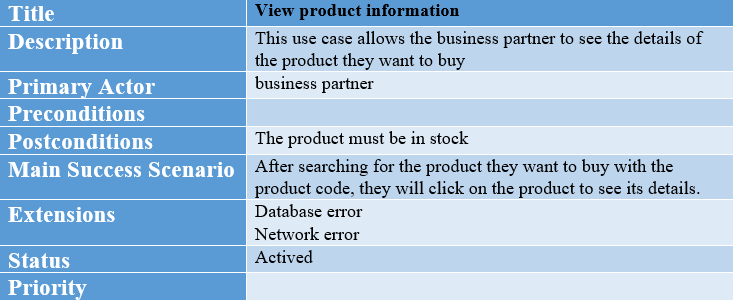 Title
View product information
Description
This use case allows the business partner to see the details of
the product they want to buy
Primary Actor
business partner
Preconditions
Postconditions
The product must be in stock
Main Success Scenario
After searching for the product they want to buy with the
product code, they will click on the product to see its details.
Extensions
Database error
Network error
Status
Actived
Priority